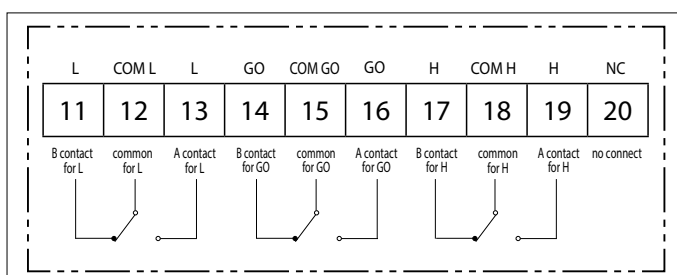 L COM L L GO COM GO GO H COM H H NC
11 12 13 14 15 16 17 18 19 20
B contact common A contact B contact common A contact B contact common A contact no connect
for L for L for L for GO for GO for GO for H for H for H